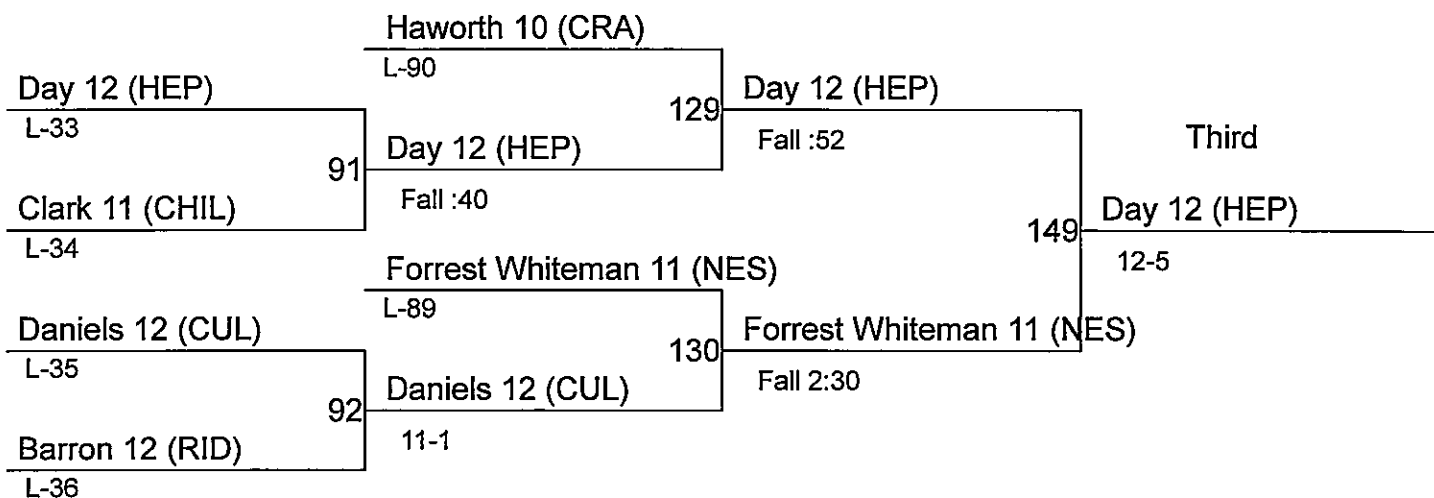 Haworth 10 (CRA)
L-90
Day 12 (HEP)
L-33
129
Day 12 (HEP)
Fall :52
Third
91
Day 12 (HEP)
Fall :40
Clark 11 (CHIL)
L-34
149
Day 12 (HEP)
12-5
Forrest Whiteman 11 (NES)
L-89
Daniels 12 (CUL)
L-35
130
Forrest Whiteman 11 (NES)
Fall 2:30
92
Daniels 12 (CUL)
11-1
Barron 12 (RID)
L-36